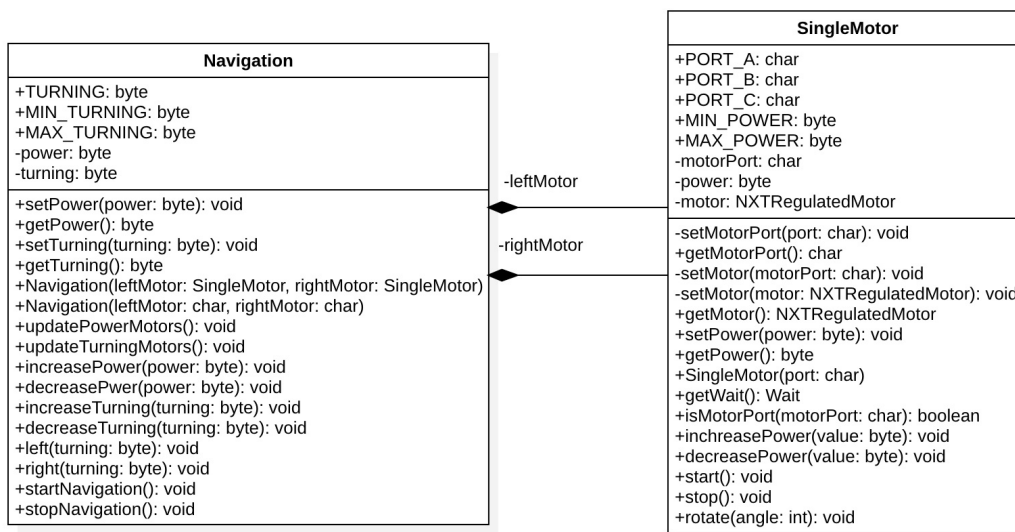 Navigation
+TURNING: byte
+MIN_TURNING: byte
+MAX_TURNING: byte
-power: byte
-turning: byte
+setPower(power: byte): void
+getPower(): byte
+setTurning(turning: byte): void
+getTurning(): byte
+Navigation(leftMotor: SingleMotor, rightMotor: SingleMotor)
+Navigation(leftMotor: char, rightMotor: char)
+updatePowerMotors(): void
+updateTurningMotors(): void
+increasePower(power: byte): void
+decreasePwer(power: byte): void
+increaseTurning(turning: byte): void
+decreaseTurning(turning: byte): void
+left(turning: byte): void
+right(turning: byte): void
+startNavigation(): void
+stopNavigation(): void
-leftMotor
-rightMotor
SingleMotor
+PORT_A: char
+PORT_B: char
+PORT_C: char
+MIN_POWER: byte
+MAX_POWER: byte
-motorPort: char
-power: byte
-motor: NXTRegulatedMotor
-setMotorPort(port: char): void
+getMotorPort(): char
-setMotor(motorPort: char): void
-setMotor(motor: NXTRegulatedMotor): void
+getMotor(): NXTRegulatedMotor
+setPower(power: byte): void
+getPower(): byte
+SingleMotor(port: char)
+getWait(): Wait
+isMotorPort(motorPort: char): boolean
+inchreasePower(value: byte): void
+decreasePower(value: byte): void
+start(): void
+stop(): void
+rotate(angle: int): void